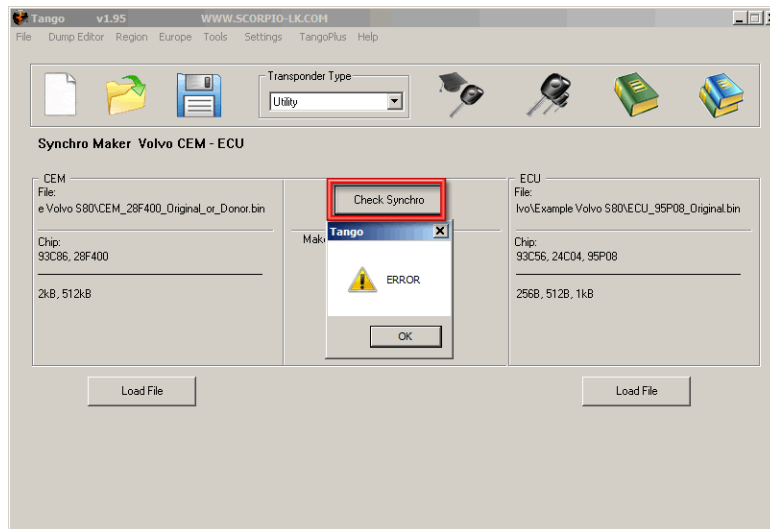 Tango v1.95 WWW.SCORPIO-LK.COM
File Dump Editor Region Europe Tools Settings TangoPlus Help
Transponder Type
Utility
Synchro Maker Volvo CEM - ECU
CEM
File:
e Volvo S80\CEM_28F400_Original_or_Donor.bin
Chip:
93C86, 28F400
2kB, 512kB
Load File
Check Synchro
Tango
ERROR
OK
ECU
File:
lvo\Example Volvo S80\ECU_95P08_Original.bin
Chip:
93C56, 24C04, 95P08
256B, 512B, 1kB
Load File